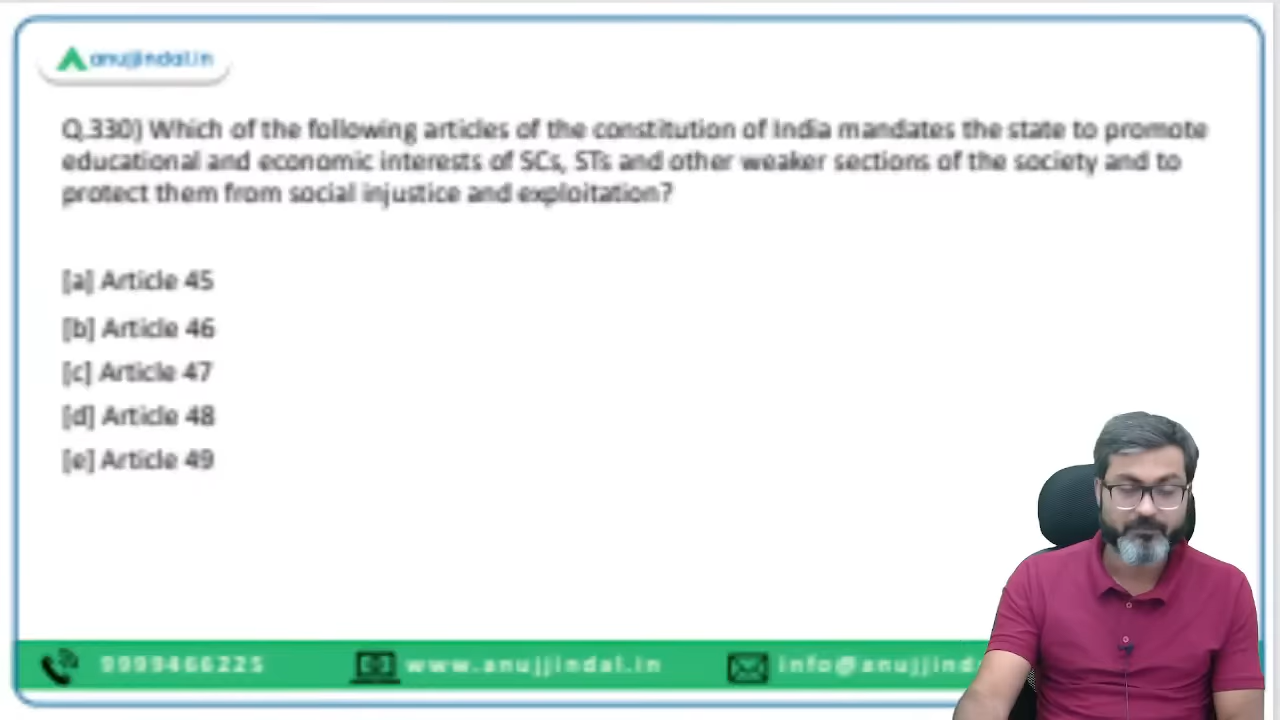 anujjindal.in
Q.330) Which of the following articles of the constitution of India mandates the state to promote
educational and economic interests of SCs, STs and other weaker sections of the society and to
protect them from social injustice and exploitation?
[a] Article 45
[b] Article 46
[c] Article 47
[d] Article 48
[e] Article 49
9999466225
www.anujjindal.in
info@anujjind